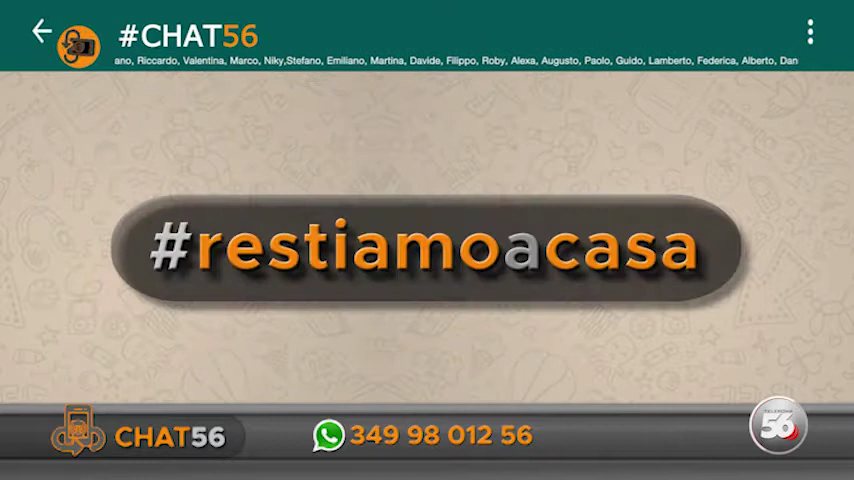 #CHAT56
ano, Riccardo, Valentina, Marco, Niky,Stefano, Emiliano, Martina, Davide, Filippo, Roby, Alexa, Augusto, Paolo, Guido, Lamberto, Federica, Alberto, Dan
#restiamoacasa
CHAT56
349 98 012 56
TELEROMA
56